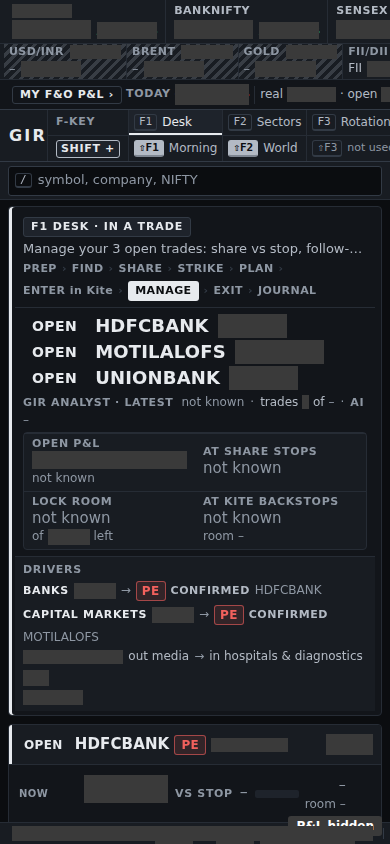 BANKNIFTY SENSEX
USD/INR BRENT GOLD FII/DII
– – – FII
MY F&O P&L › TODAY real · open
GIR F-KEY F1 Desk F2 Sectors F3 Rotation
SHIFT + ⇧F1 Morning ⇧F2 World ⇧F3 not used
/ symbol, company, NIFTY
F1 DESK · IN A TRADE
Manage your 3 open trades: share stop, follow-…
PREP › FIND › SHARE › STRIKE › PLAN ›
ENTER in Kite › MANAGE › EXIT › JOURNAL
OPEN HDFCBANK
OPEN MOTILALOFS
OPEN UNIONBANK
GIR ANALYST · LATEST not known · trades of – · AI
–
OPEN P&L
not known
AT SHARE STOPS
not known
LOCK ROOM
not known
of left
AT KITE BACKSTOPS
not known
room –
DRIVERS
BANKS → PE CONFIRMED HDFCBANK
CAPITAL MARKETS → PE CONFIRMED
MOTILALOFS
out media → in hospitals & diagnostics
OPEN HDFCBANK PE
NOW VS STOP – –
room –
P&L hidden